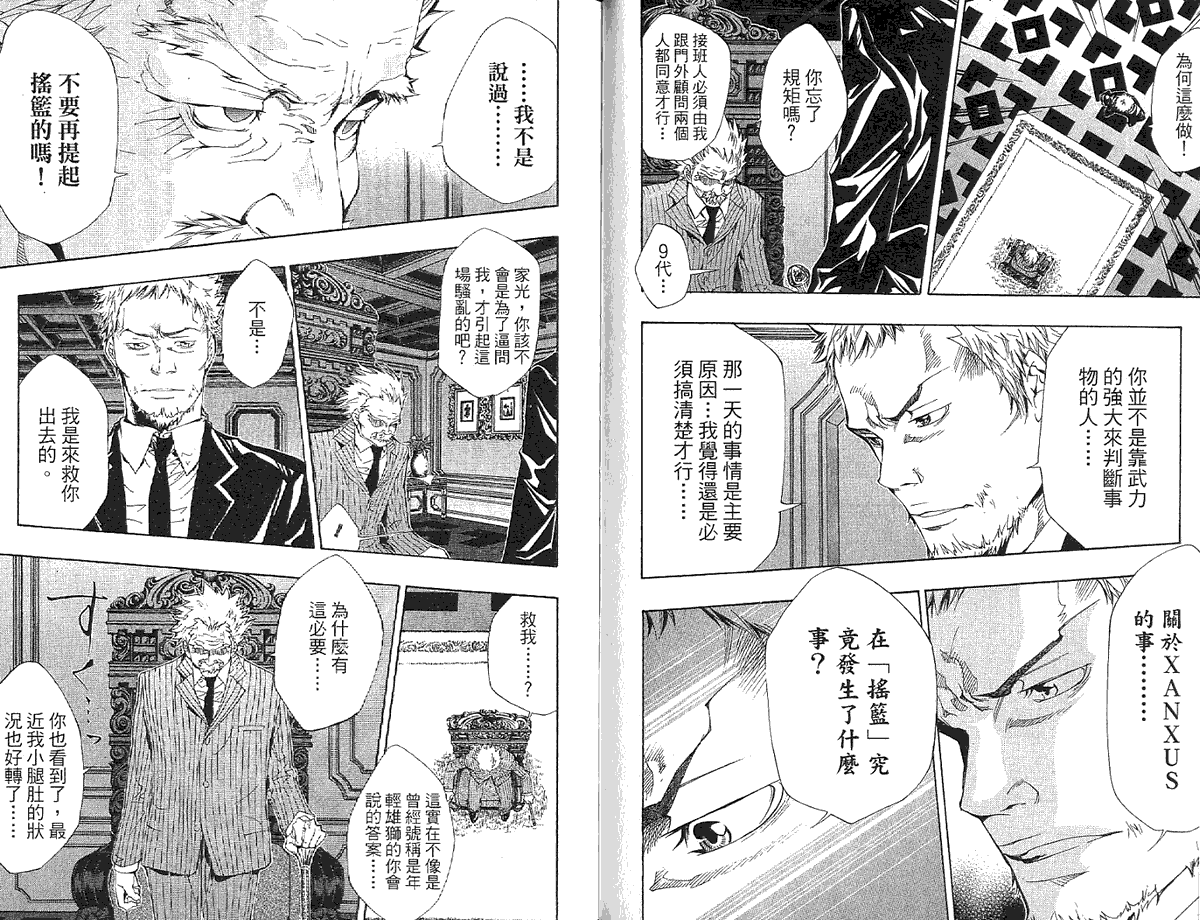 為何這麼做！
你忘了
規矩嗎？
接班人必須由我
跟門外顧問兩個
人都同意才行…
9代…
你並不是靠武力
的強大來判斷事
物的人……
那一天的事情是主要
原因…我覺得還是必
須搞清楚才行……
關於XANXUS
的事………
在「搖籃」究
竟發生了什麼
事？
……我不是
說過………
不要再提起
搖籃的嗎！
家光，你該不
會是為了逼問
我，才引起這
場騷亂的吧？
不是…
我是來救你
出去的。
救我…？
為什麼有
這必要……
這實在不像是
曾經號稱是年
輕雄獅的你會
說的答案……
すくっ
你也看到了，最
近我小腿肚的狀
況也好轉了……